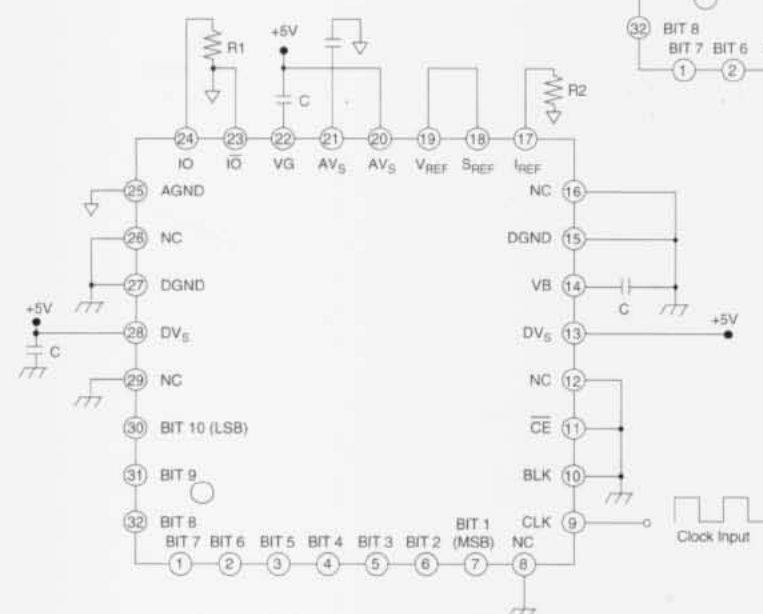 +5V
R1
C
R2
32 BIT 8
BIT 7 BIT 6
1 2
24 23 22 21 20 19 18 17
IO IO VG AVS AVS VREF SREF IREF
25 AGND
NC 16
26 NC
DGND 15
27 DGND
VB 14
C
+5V
28 DVS
C
DVS 13
+5V
29 NC
NC 12
30 BIT 10 (LSB)
CE 11
31 BIT 9
BLK 10
32 BIT 8
CLK 9
Clock Input
BIT 7 BIT 6 BIT 5 BIT 4 BIT 3 BIT 2 BIT 1 (MSB) NC
1 2 3 4 5 6 7 8